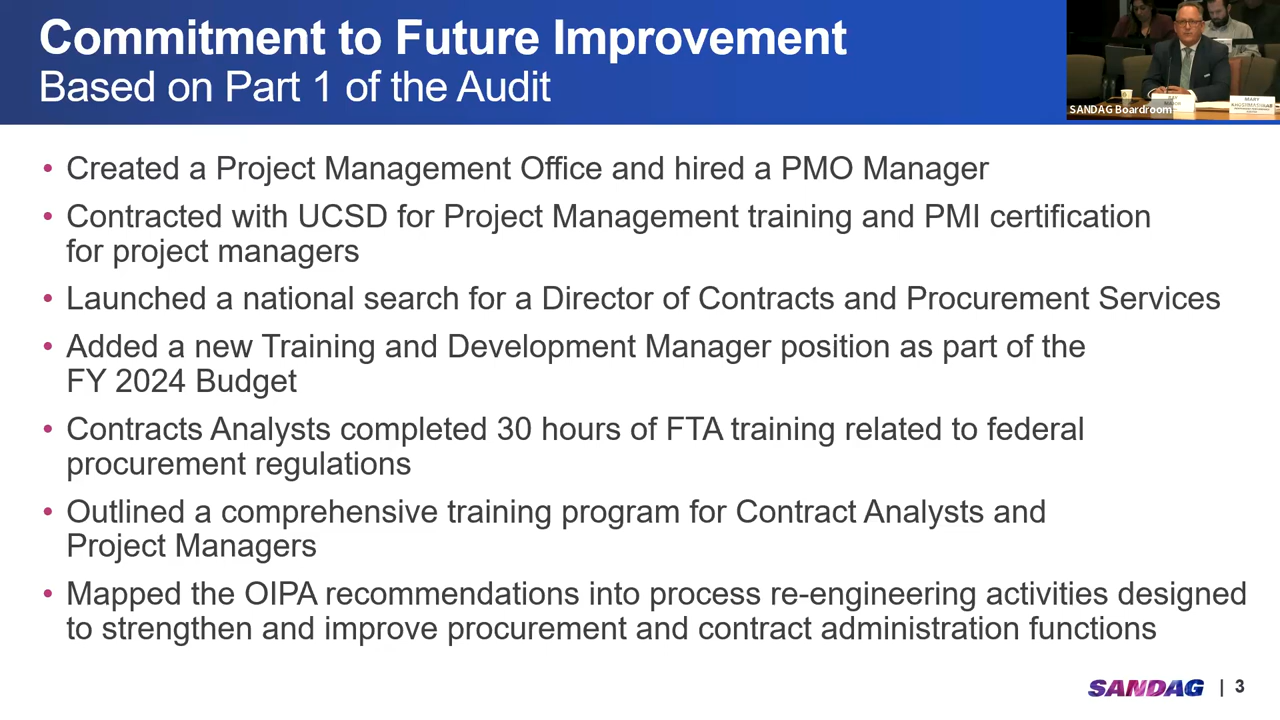 Commitment to Future Improvement
Based on Part 1 of the Audit
SANDAG Boardroom
MARY
• Created a Project Management Office and hired a PMO Manager
• Contracted with UCSD for Project Management training and PMI certification
for project managers
• Launched a national search for a Director of Contracts and Procurement Services
• Added a new Training and Development Manager position as part of the
FY 2024 Budget
• Contracts Analysts completed 30 hours of FTA training related to federal
procurement regulations
• Outlined a comprehensive training program for Contract Analysts and
Project Managers
• Mapped the OIPA recommendations into process re-engineering activities designed
to strengthen and improve procurement and contract administration functions
SANDAG | 3